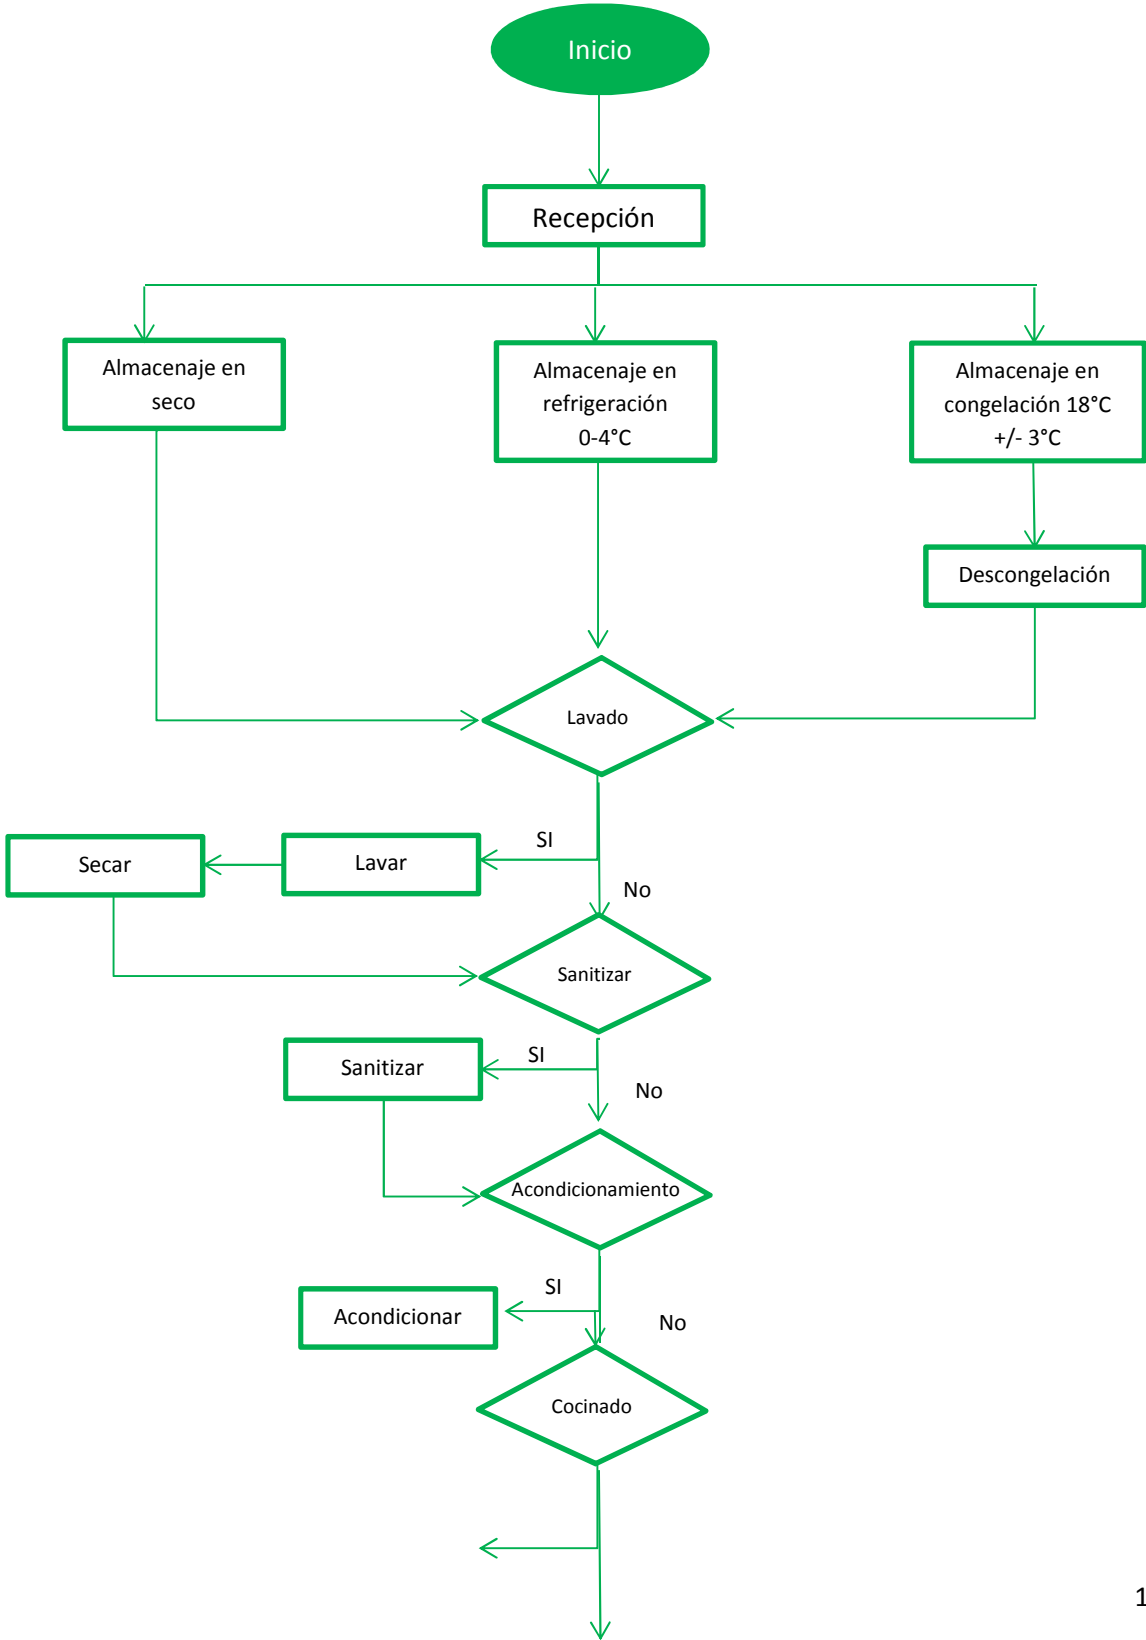 Inicio
Recepción
Almacenaje en
seco
Almacenaje en
refrigeración
0-4°C
Almacenaje en
congelación 18°C
+/- 3°C
Descongelación
Lavado
SI
Lavar
Secar
No
Sanitizar
SI
Sanitizar
No
Acondicionamiento
SI
Acondicionar
No
Cocinado
1